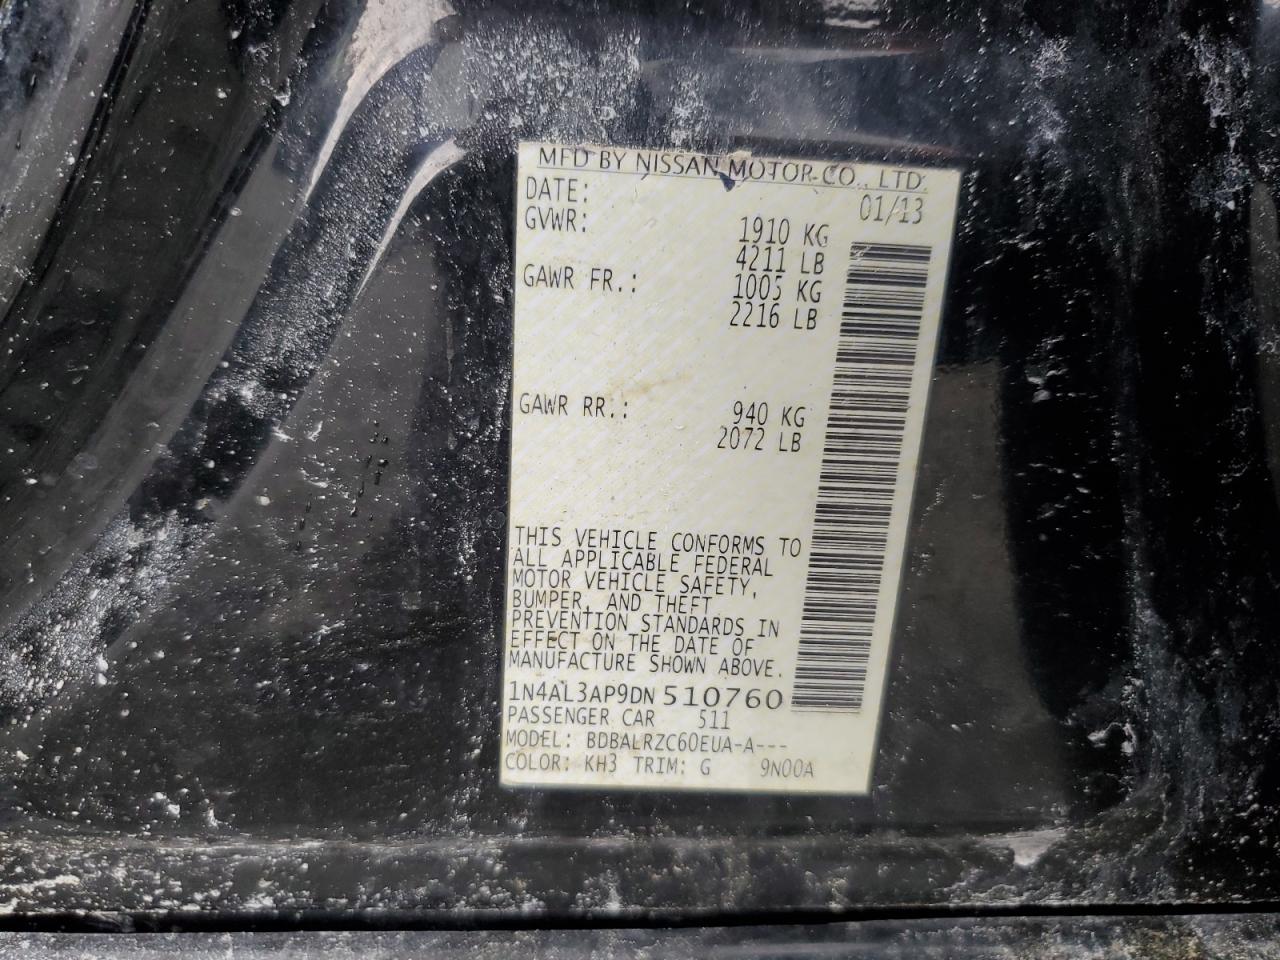 MFD BY NISSAN MOTOR CO., LTD.
DATE: 01/13
GVWR: 1910 KG
4211 LB
GAWR FR.: 1005 KG
2216 LB
GAWR RR.: 940 KG
2072 LB
THIS VEHICLE CONFORMS TO
ALL APPLICABLE FEDERAL
MOTOR VEHICLE SAFETY,
BUMPER, AND THEFT
PREVENTION STANDARDS IN
EFFECT ON THE DATE OF
MANUFACTURE SHOWN ABOVE.
1N4AL3AP9DN510760
PASSENGER CAR 511
MODEL: BDBALRZC60EUA-A---
COLOR: KH3 TRIM: G 9N00A